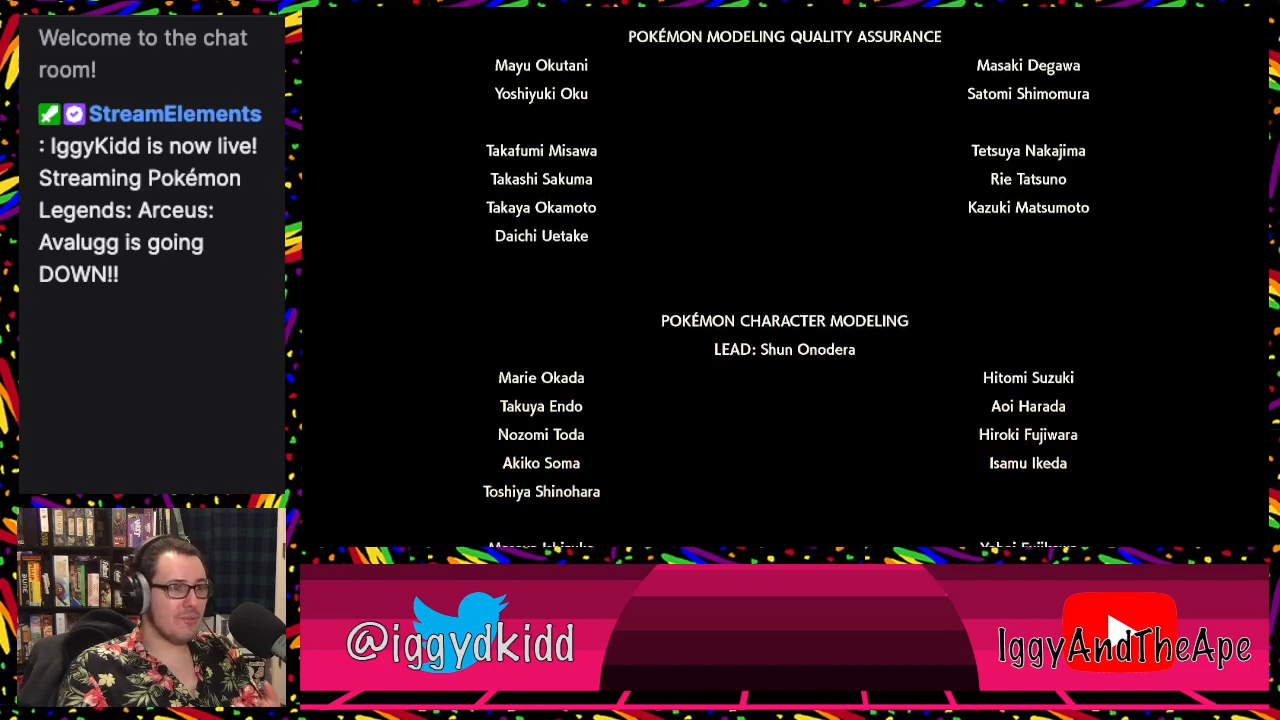 Welcome to the chat
room!
StreamElements
: IggyKidd is now live!
Streaming Pokémon
Legends: Arceus:
Avalugg is going
DOWN!!
POKÉMON MODELING QUALITY ASSURANCE
Mayu Okutani Masaki Degawa
Yoshiyuki Oku Satomi Shimomura
Takafumi Misawa Tetsuya Nakajima
Takashi Sakuma Rie Tatsuno
Takaya Okamoto Kazuki Matsumoto
Daichi Uetake
POKÉMON CHARACTER MODELING
LEAD: Shun Onodera
Marie Okada Hitomi Suzuki
Takuya Endo Aoi Harada
Nozomi Toda Hiroki Fujiwara
Akiko Soma Isamu Ikeda
Toshiya Shinohara
@iggydkidd
IggyAndTheApe